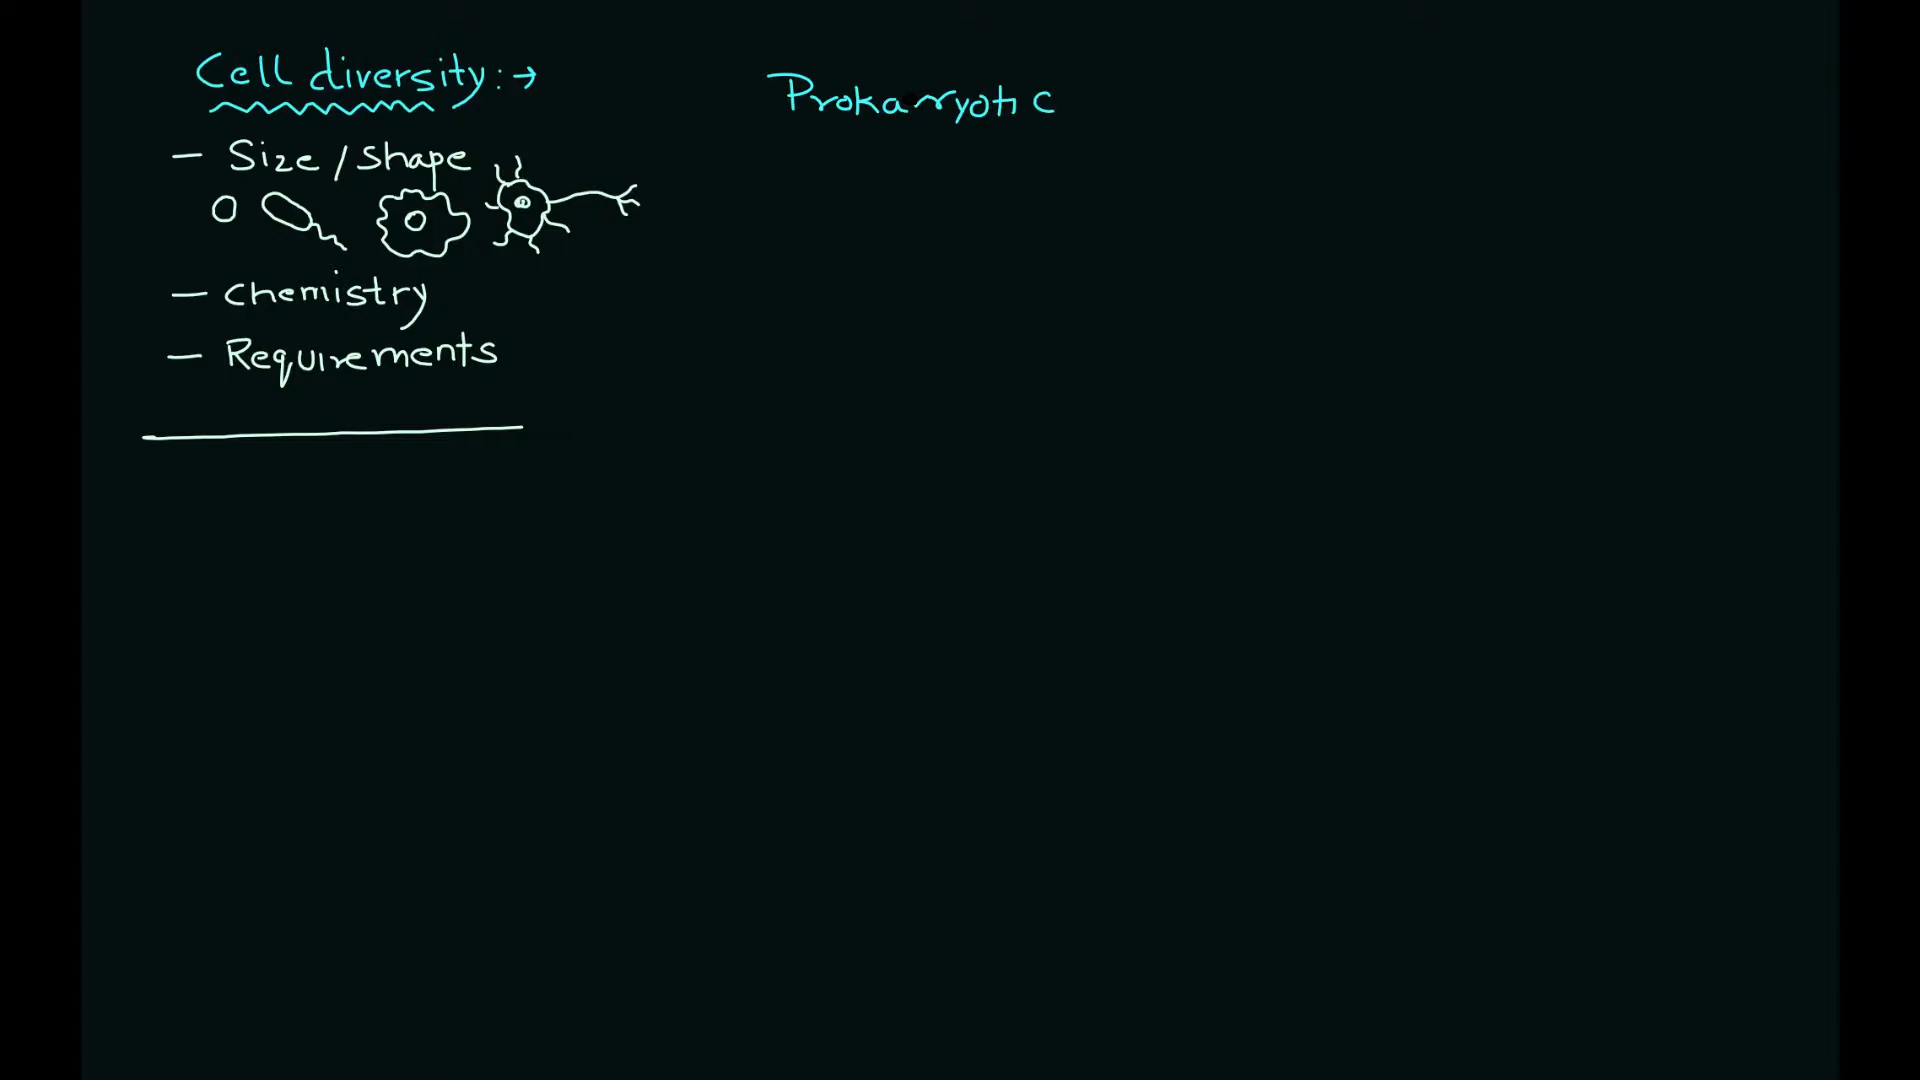 Cell diversity:→
— Size/shape
— chemistry
— Requirements
Prokaryotic